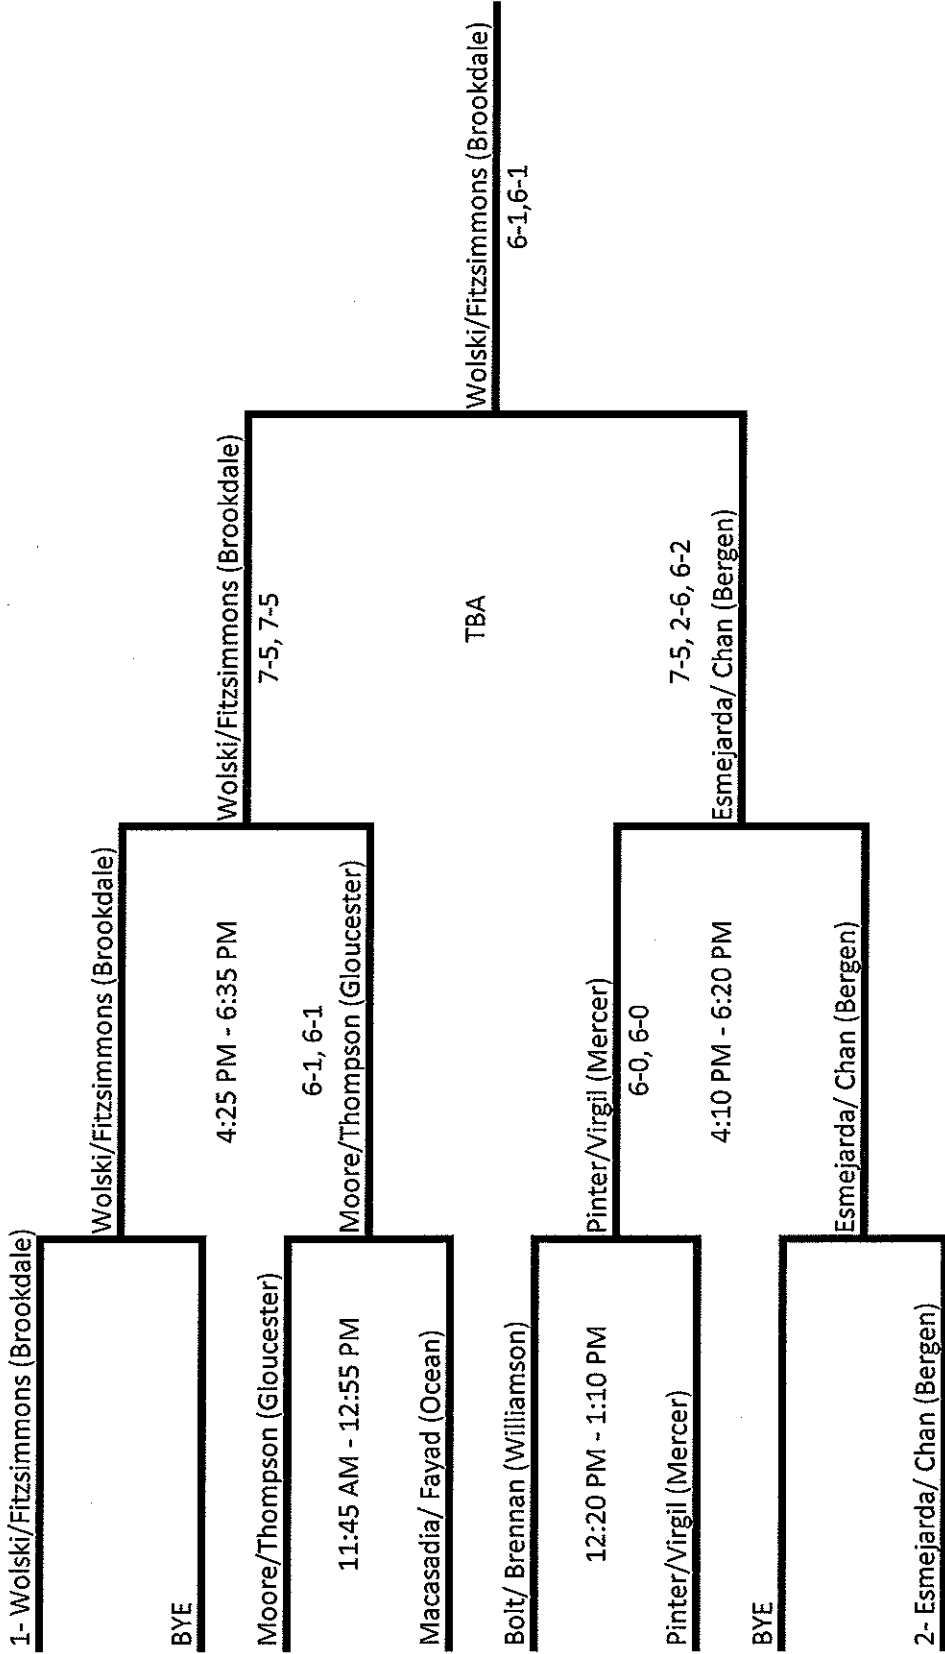 1- Wolski/Fitzsimmons (Brookdale)
BYE
Moore/Thompson (Gloucester)
11:45 AM - 12:55 PM
Macasadia/ Fayad (Ocean)
Bolt/ Brennan (Williamson)
12:20 PM - 1:10 PM
Pinter/Virgil (Mercer)
BYE
2- Esmejarda/ Chan (Bergen)
Wolski/Fitzsimmons (Brookdale)
4:25 PM - 6:35 PM
6-1, 6-1
Moore/Thompson (Gloucester)
Pinter/Virgil (Mercer)
6-0, 6-0
4:10 PM - 6:20 PM
Esmejarda/ Chan (Bergen)
Wolski/Fitzsimmons (Brookdale)
7-5, 7-5
TBA
7-5, 2-6, 6-2
Esmejarda/ Chan (Bergen)
Wolski/Fitzsimmons (Brookdale)
6-1,6-1